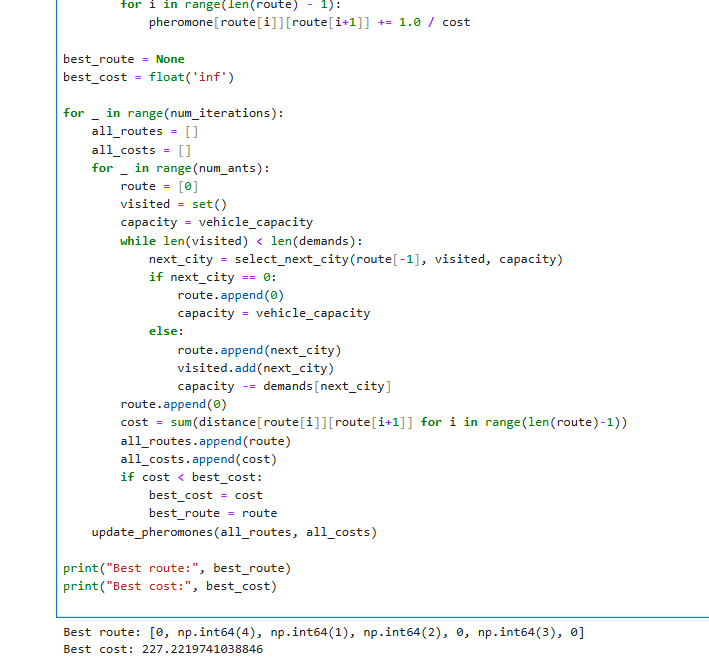 for i in range(len(route) - 1):
            pheromone[route[i]][route[i+1]] += 1.0 / cost

best_route = None
best_cost = float('inf')

for _ in range(num_iterations):
    all_routes = []
    all_costs = []
    for _ in range(num_ants):
        route = [0]
        visited = set()
        capacity = vehicle_capacity
        while len(visited) < len(demands):
            next_city = select_next_city(route[-1], visited, capacity)
            if next_city == 0:
                route.append(0)
                capacity = vehicle_capacity
            else:
                route.append(next_city)
                visited.add(next_city)
                capacity -= demands[next_city]
        route.append(0)
        cost = sum(distance[route[i]][route[i+1]] for i in range(len(route)-1))
        all_routes.append(route)
        all_costs.append(cost)
        if cost < best_cost:
            best_cost = cost
            best_route = route
    update_pheromones(all_routes, all_costs)

print("Best route:", best_route)
print("Best cost:", best_cost)

Best route: [0, np.int64(4), np.int64(1), np.int64(2), 0, np.int64(3), 0]
Best cost: 227.2219741038846